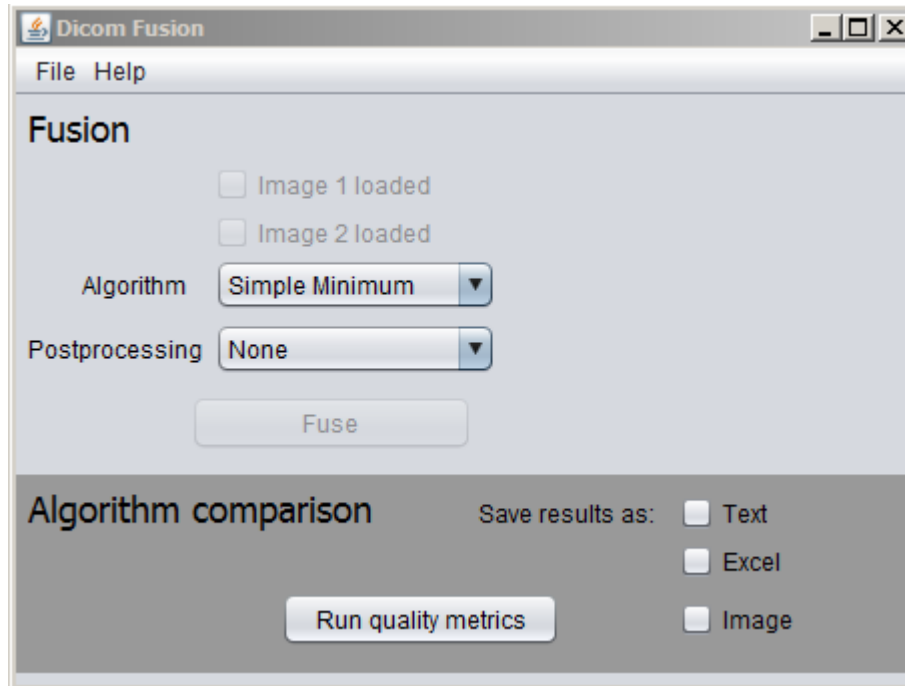 Dicom Fusion
File Help
Fusion
Image 1 loaded
Image 2 loaded
Algorithm Simple Minimum
Postprocessing None
Fuse
Algorithm comparison Save results as: Text
Excel
Run quality metrics Image